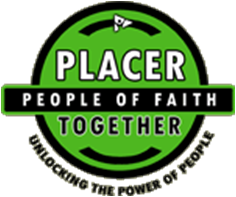 PLACER
PEOPLE OF FAITH
TOGETHER
UNLOCKING THE POWER OF PEOPLE